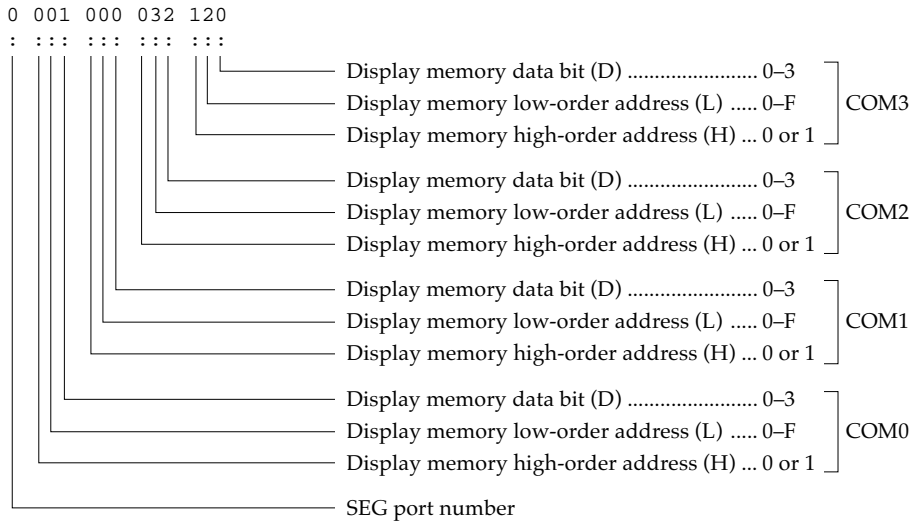 0 001 000 032 120
: ::: ::: ::: :::
Display memory data bit (D) ........................ 0–3
Display memory low-order address (L) ..... 0–F
Display memory high-order address (H) ... 0 or 1
COM3
Display memory data bit (D) ........................ 0–3
Display memory low-order address (L) ..... 0–F
Display memory high-order address (H) ... 0 or 1
COM2
Display memory data bit (D) ........................ 0–3
Display memory low-order address (L) ..... 0–F
Display memory high-order address (H) ... 0 or 1
COM1
Display memory data bit (D) ........................ 0–3
Display memory low-order address (L) ..... 0–F
Display memory high-order address (H) ... 0 or 1
COM0
SEG port number